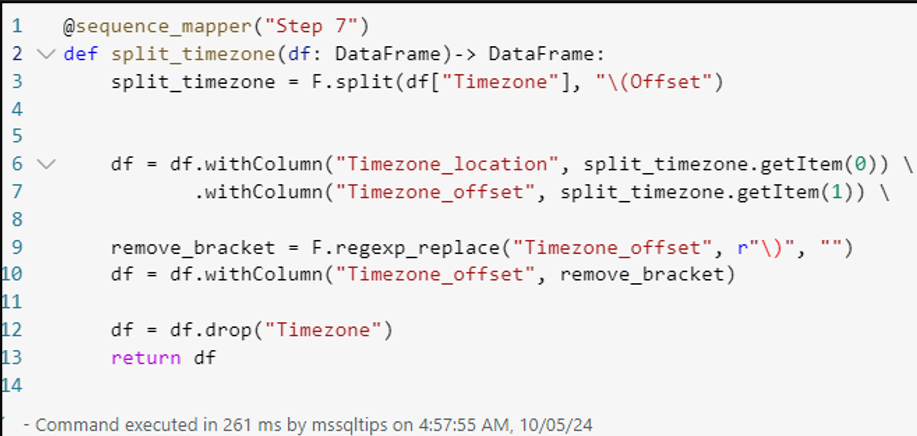 1 @sequence_mapper("Step 7")
2 def split_timezone(df: DataFrame)-> DataFrame:
3     split_timezone = F.split(df["Timezone"], "\(Offset")
4
5
6     df = df.withColumn("Timezone_location", split_timezone.getItem(0)) \
7            .withColumn("Timezone_offset", split_timezone.getItem(1)) \
8
9     remove_bracket = F.regexp_replace("Timezone_offset", r"\)", "")
10     df = df.withColumn("Timezone_offset", remove_bracket)
11
12     df = df.drop("Timezone")
13     return df
14
- Command executed in 261 ms by mssqltips on 4:57:55 AM, 10/05/24